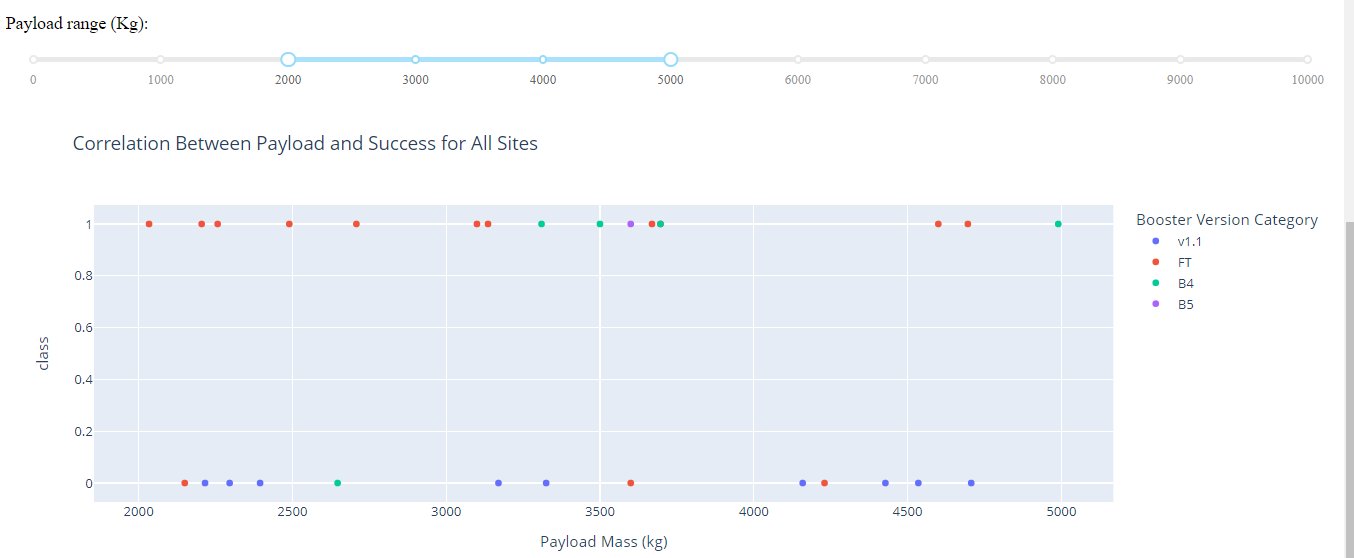 Payload range (Kg):
0 1000 2000 3000 4000 5000 6000 7000 8000 9000 10000
Correlation Between Payload and Success for All Sites
Booster Version Category
v1.1
FT
B4
B5
class
1
0.8
0.6
0.4
0.2
0
2000 2500 3000 3500 4000 4500 5000
Payload Mass (kg)